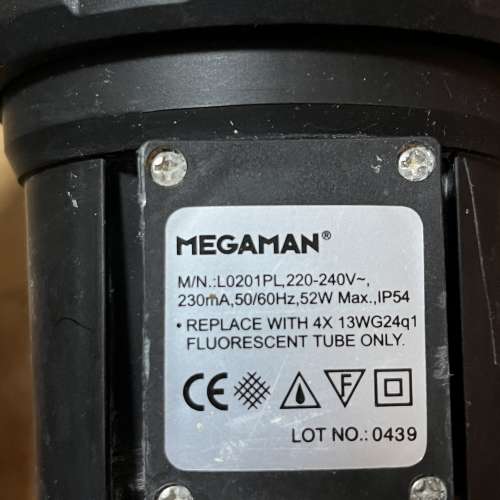 MEGAMAN®
M/N.:L0201PL,220-240V~,
230mA,50/60Hz,52W Max.,IP54
• REPLACE WITH 4X 13WG24q1
FLUORESCENT TUBE ONLY.
CE F
LOT NO.: 0439